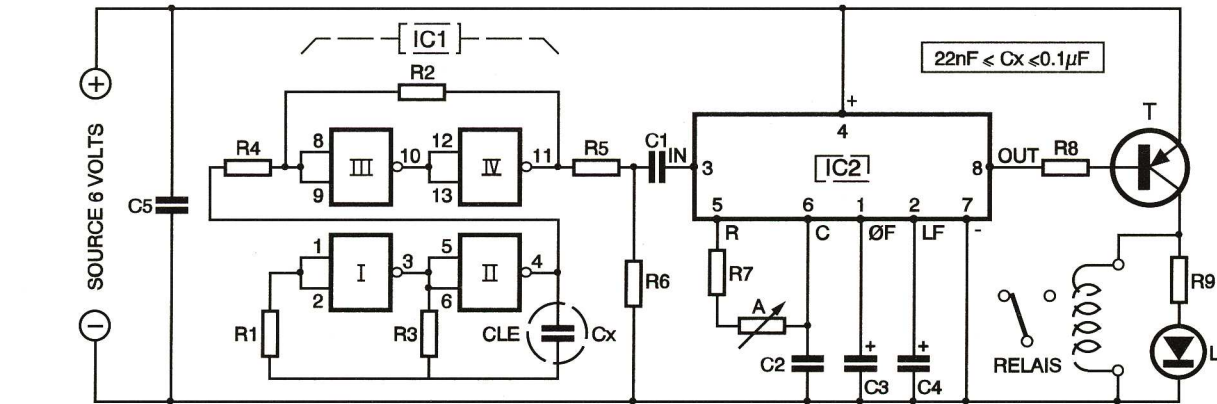 IC1
R2
22nF ⩽ Cx ⩽0.1µF
+
SOURCE 6 VOLTS
−
C5
R4
8
9
III
10
12
13
IV
11
R5
C1
IN
3
+
4
IC2
8
OUT
R8
T
5
6
1
2
7
R
C
ØF
LF
-
1
2
I
3
5
6
II
4
R1
R3
CLE
Cx
R6
R7
A
C2
+
C3
+
C4
RELAIS
R9
L